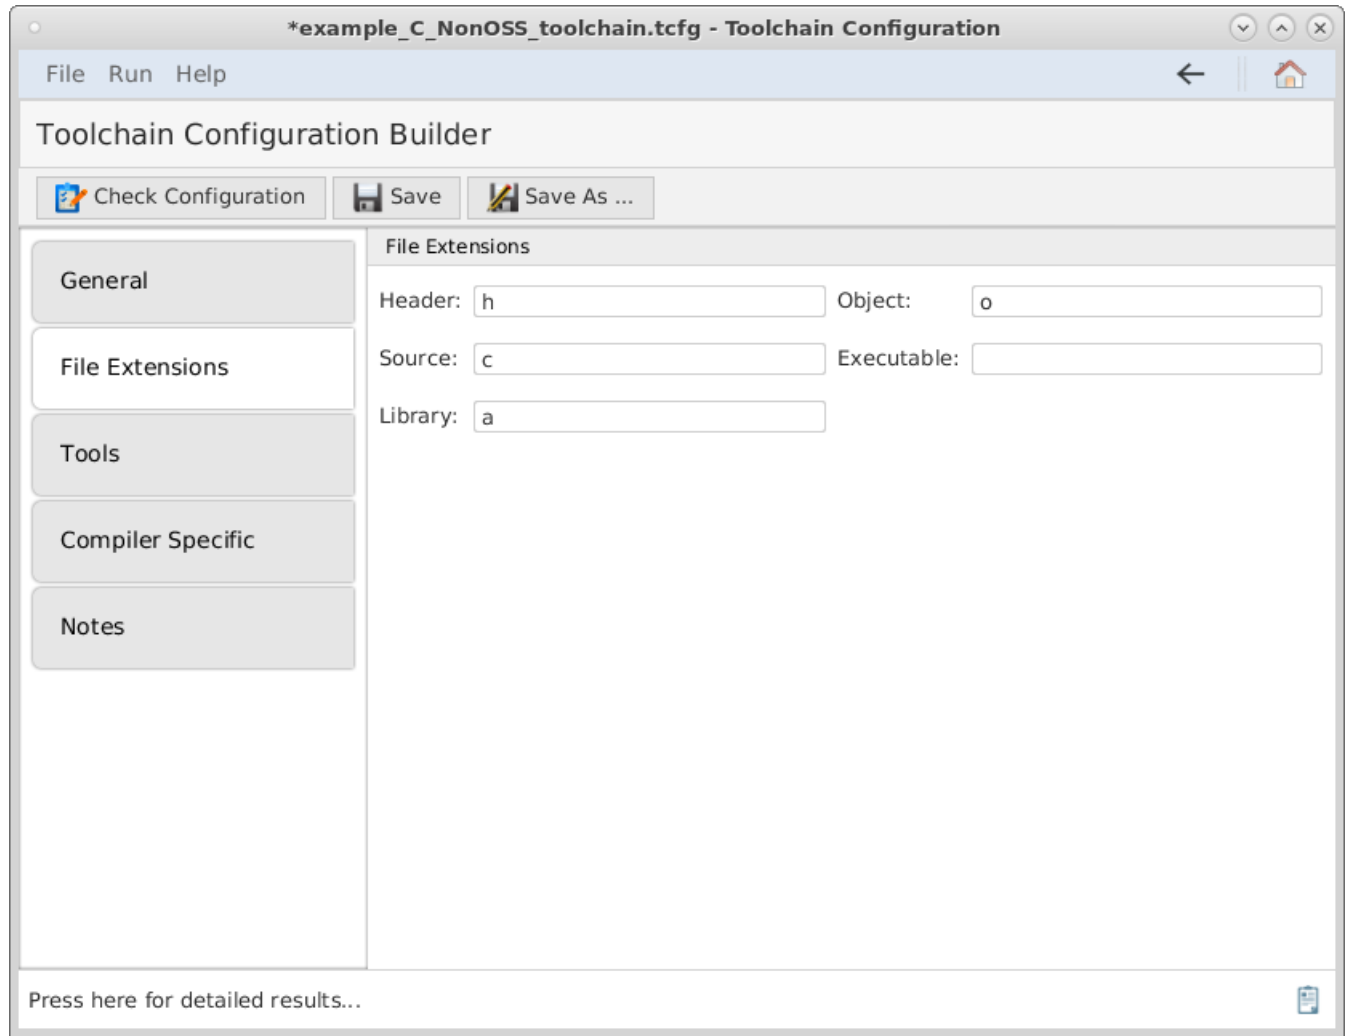 *example_C_NonOSS_toolchain.tcfg - Toolchain Configuration
File Run Help
Toolchain Configuration Builder
Check Configuration Save Save As ...
General
File Extensions
Tools
Compiler Specific
Notes
File Extensions
Header: h Object: o
Source: c Executable:
Library: a
Press here for detailed results...